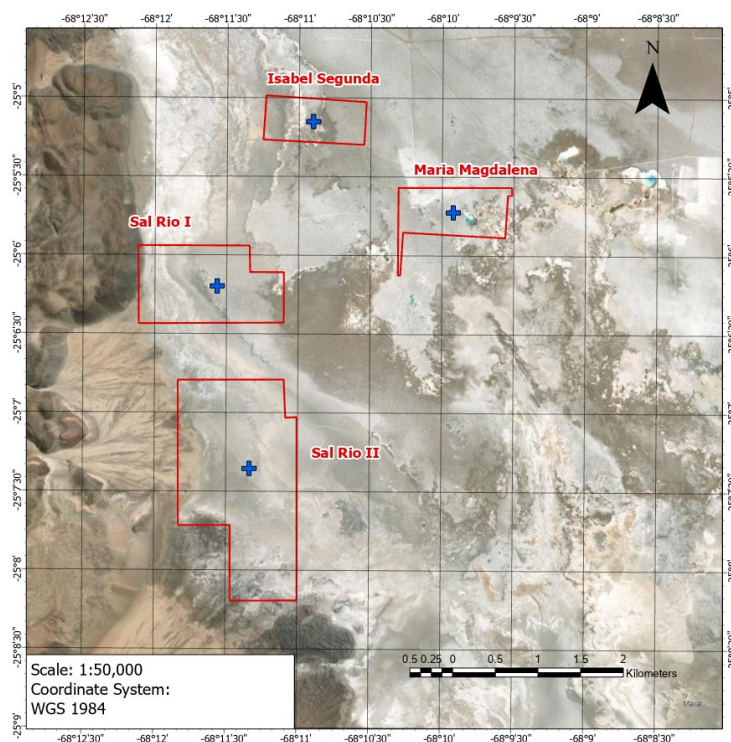 -68°12'30" -68°12' -68°11'30" -68°11' -68°10'30" -68°10' -68°9'30" -68°9' -68°8'30"
N
Isabel Segunda
Maria Magdalena
Sal Rio I
Sal Rio II
-25°5'
-25°5'30"
-25°6'
-25°6'30"
-25°7'
-25°7'30"
-25°8'
-25°8'30"
-25°9'
0.5 0.25 0 0.5 1 1.5 2
Kilometers
Scale: 1:50,000
Coordinate System:
WGS 1984
Maxar
-68°12'30" -68°12' -68°11'30" -68°11' -68°10'30" -68°10' -68°9'30" -68°9' -68°8'30"